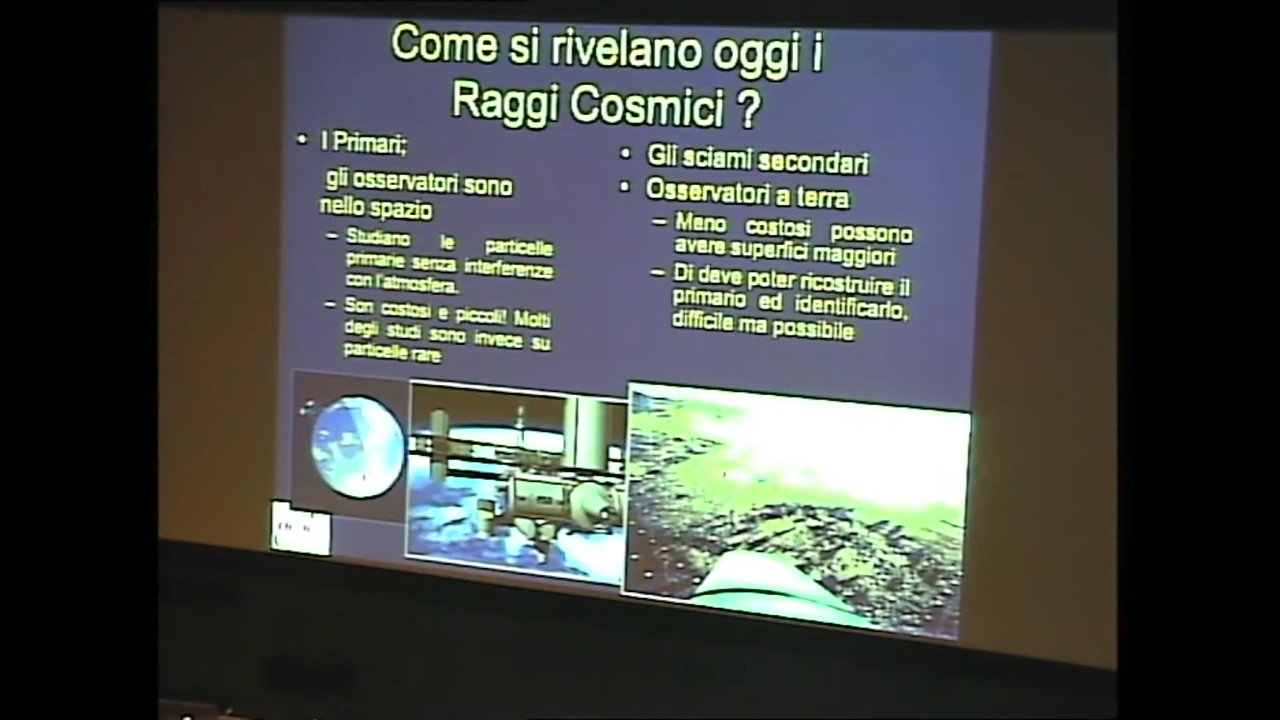 Come si rivelano oggi i
Raggi Cosmici ?
• I Primari;
gli osservatori sono
nello spazio
– Studiano le particelle
primarie senza interferenze
con l'atmosfera.
– Son costosi e piccoli! Molti
degli studi sono invece su
particelle rare
• Gli sciami secondari
• Osservatori a terra
– Meno costosi possono
avere superfici maggiori
– Di deve poter ricostruire il
primario ed identificarlo,
difficile ma possibile